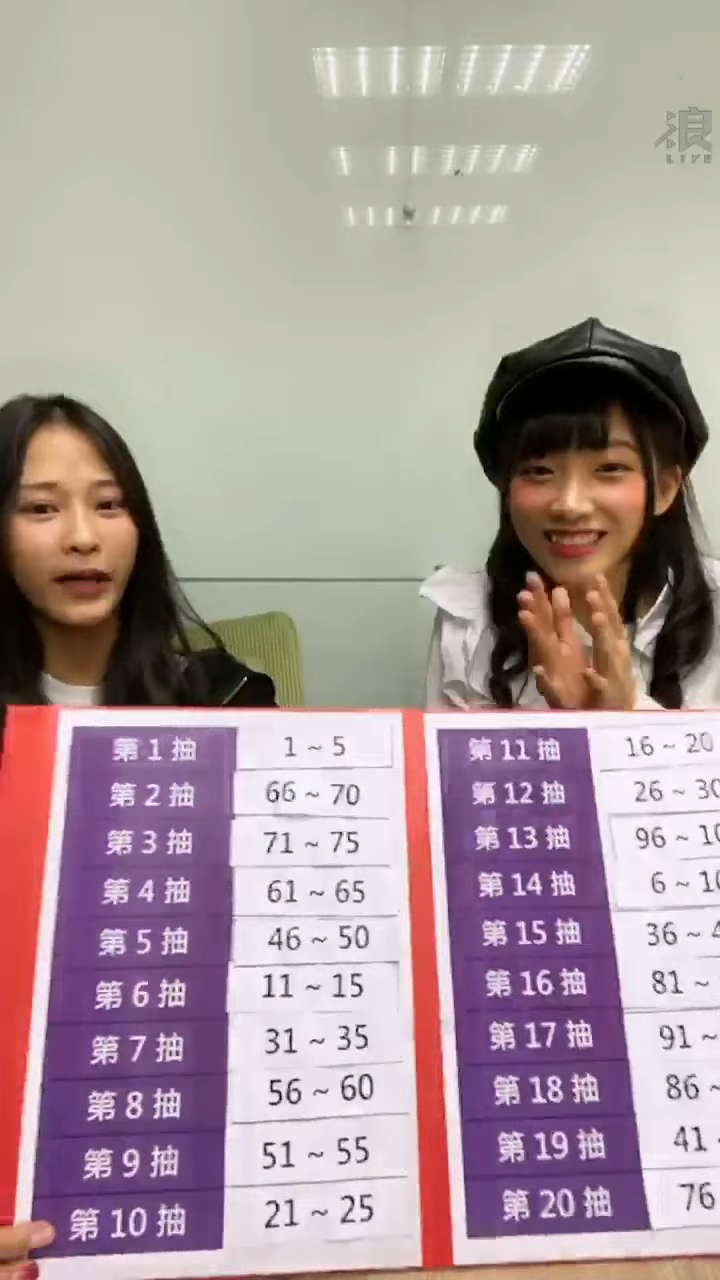 浪
LIVE
第 1 抽 1 ~ 5
第 2 抽 66 ~ 70
第 3 抽 71 ~ 75
第 4 抽 61 ~ 65
第 5 抽 46 ~ 50
第 6 抽 11 ~ 15
第 7 抽 31 ~ 35
第 8 抽 56 ~ 60
第 9 抽 51 ~ 55
第 10 抽 21 ~ 25
第 11 抽 16 ~ 20
第 12 抽 26 ~ 30
第 13 抽 96 ~
第 14 抽 6 ~ 10
第 15 抽 36 ~
第 16 抽 81 ~
第 17 抽 91 ~
第 18 抽 86 ~
第 19 抽 41
第 20 抽 76